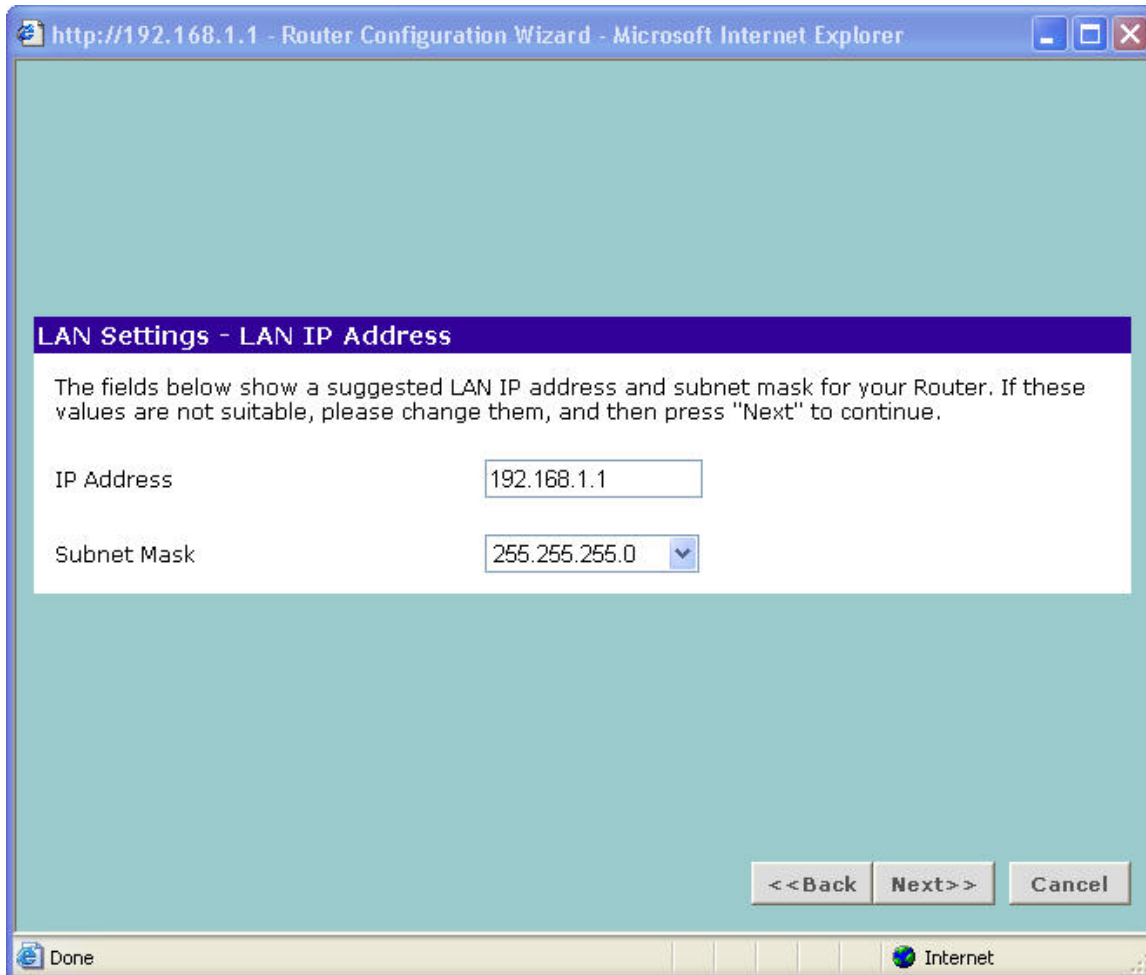 http://192.168.1.1 - Router Configuration Wizard - Microsoft Internet Explorer
LAN Settings - LAN IP Address
The fields below show a suggested LAN IP address and subnet mask for your Router. If these
values are not suitable, please change them, and then press "Next" to continue.
IP Address 192.168.1.1
Subnet Mask 255.255.255.0
<<Back Next>> Cancel
Done Internet